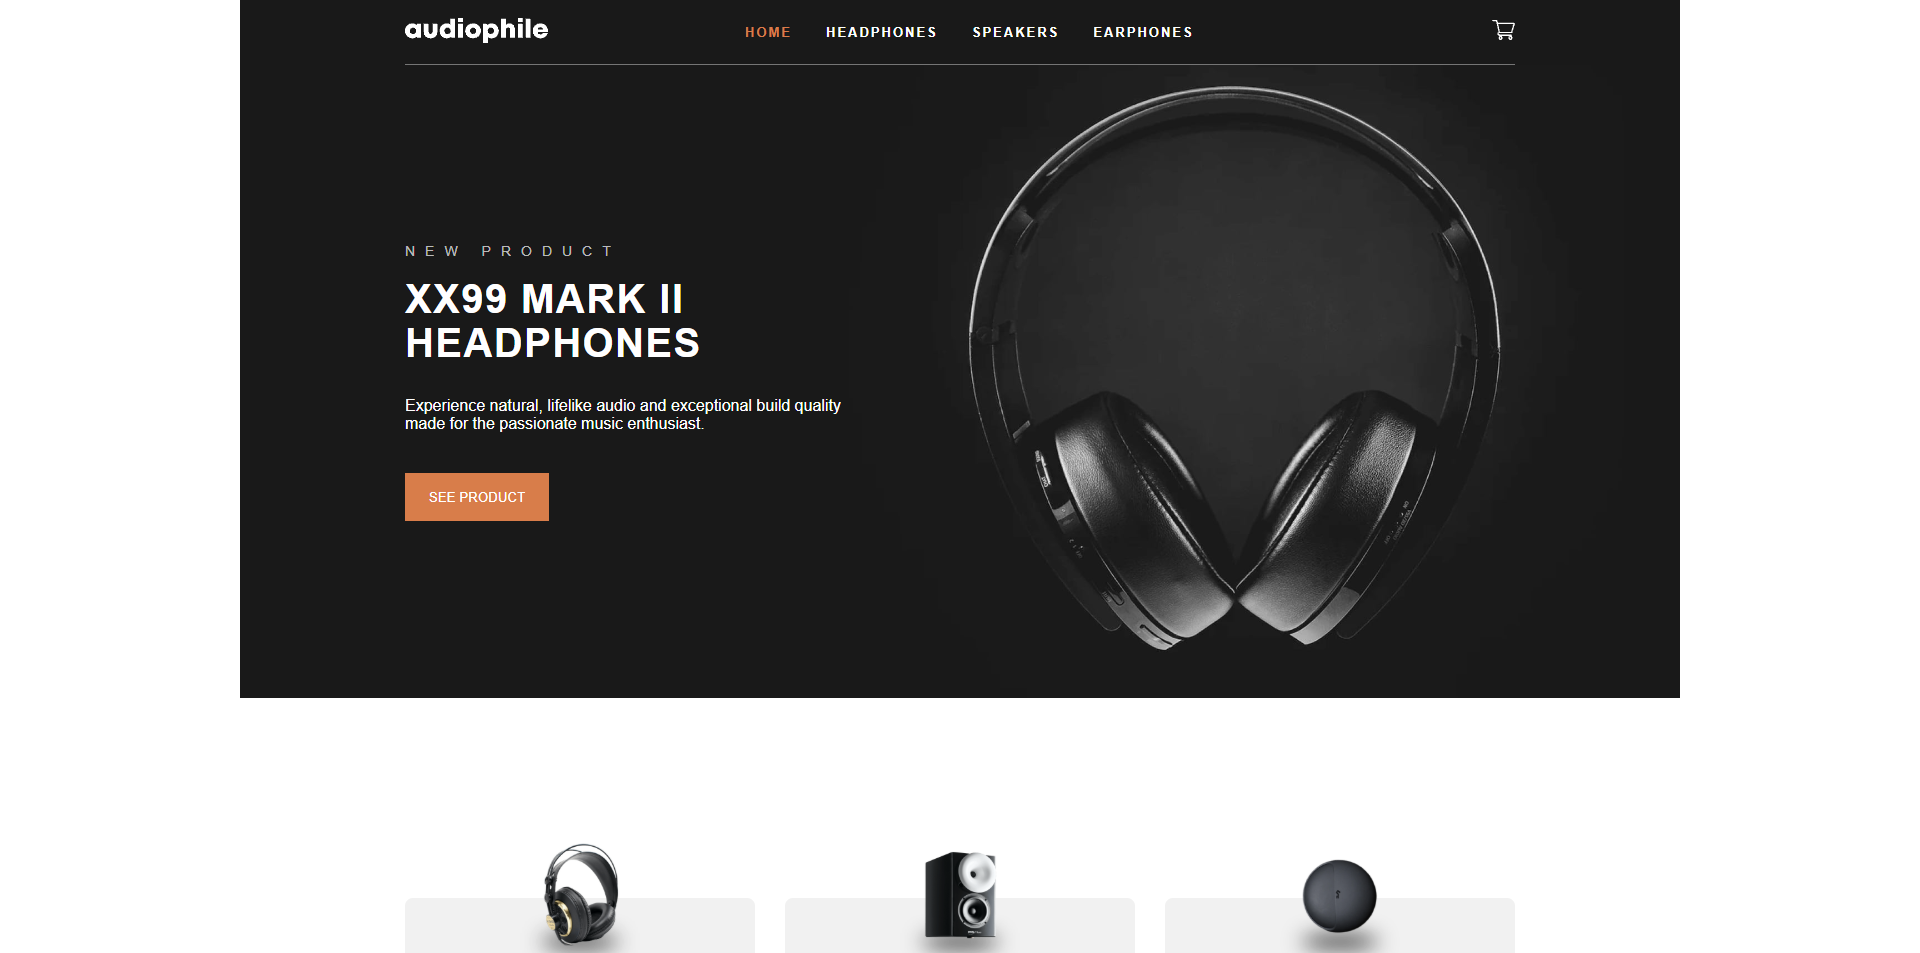 audiophile
HOME HEADPHONES SPEAKERS EARPHONES
NEW PRODUCT
XX99 MARK II
HEADPHONES
Experience natural, lifelike audio and exceptional build quality
made for the passionate music enthusiast.
SEE PRODUCT